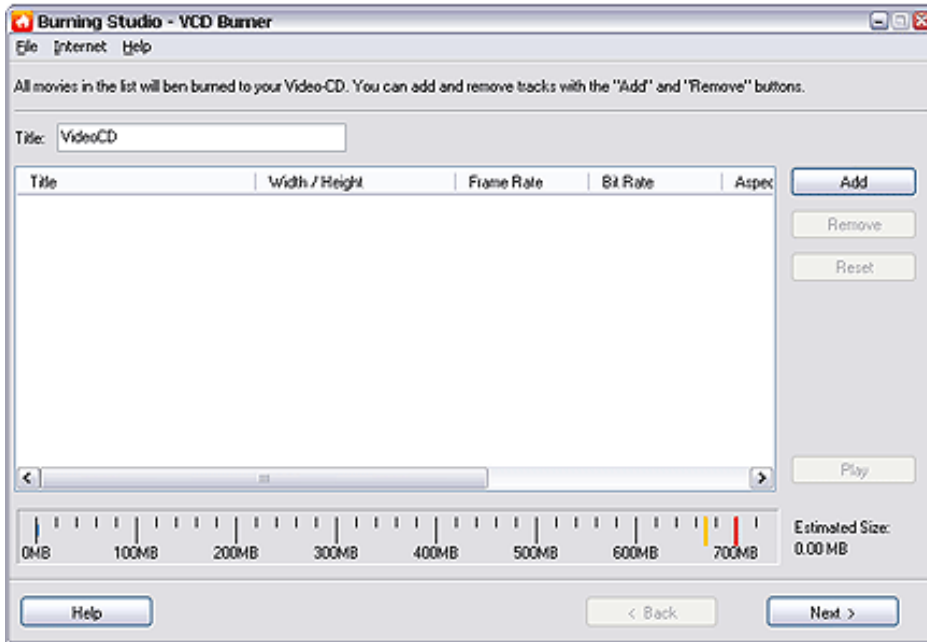 Burning Studio - VCD Burner
File Internet Help
All movies in the list will ben burned to your Video-CD. You can add and remove tracks with the "Add" and "Remove" buttons.
Title: VideoCD
Title Width / Height Frame Rate Bit Rate Aspec
Add
Remove
Reset
Play
0MB 100MB 200MB 300MB 400MB 500MB 600MB 700MB
Estimated Size:
0.00 MB
Help < Back Next >